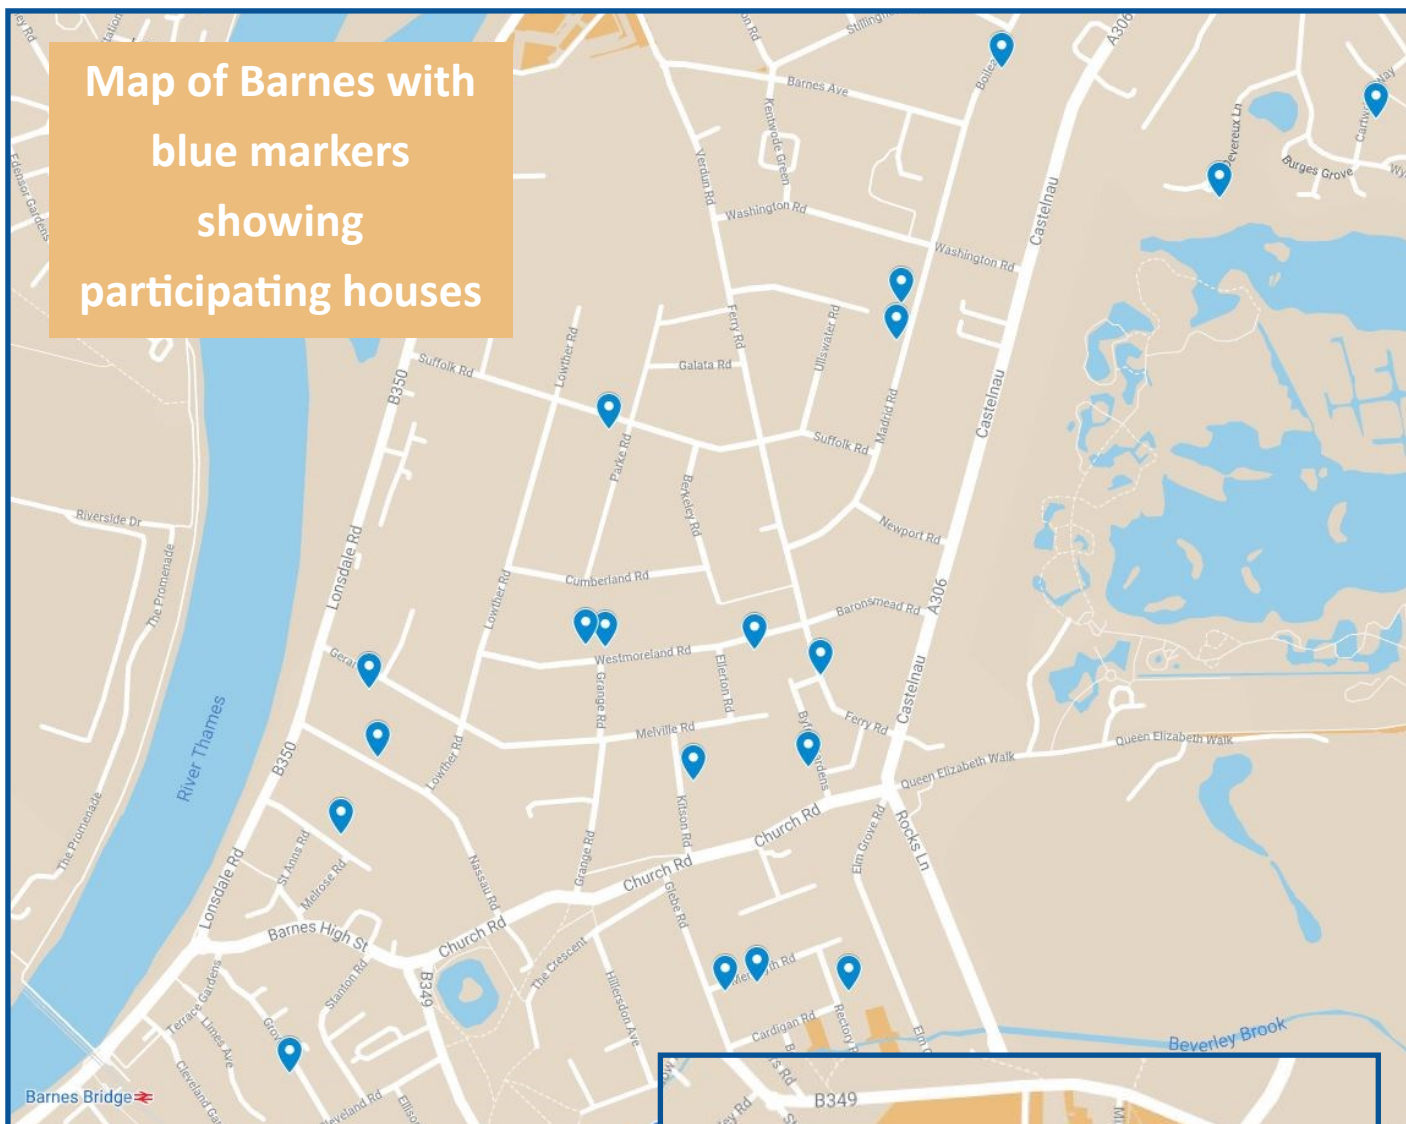 Map of Barnes with
blue markers
showing
participating houses
Barnes Ave
Kentwode Green
Verdun Rd
Washington Rd
Washington Rd
Castelnau
A306
Devereux Ln
Burges Grove
Edensor Gardens
Suffolk Rd
B350
Lowther Rd
Ferry Rd
Galata Rd
Ullswater Rd
Madrid Rd
Castelnau
Parke Rd
Suffolk Rd
Berkeley Rd
Newport Rd
Riverside Dr
The Promenade
Lonsdale Rd
Lowther Rd
Cumberland Rd
Baronsmead Rd
A306
Westmoreland Rd
Grange Rd
Ellerton Rd
Castelnau
River Thames
B350
Lowther Rd
Melville Rd
Ferry Rd
Queen Elizabeth Walk
Queen Elizabeth Walk
The Promenade
Kitson Rd
Church Rd
Elm Grove Rd
Rocks Ln
St Anns Rd
Melrose Rd
Grange Rd
Nassau Rd
Church Rd
Lonsdale Rd
Barnes High St
Church Rd
Glebe Rd
The Crescent
Hillersdon Ave
Stanton Rd
B349
Terrace Gardens
Limes Ave
Cardigan Rd
Beverley Brook
Barnes Bridge
B349